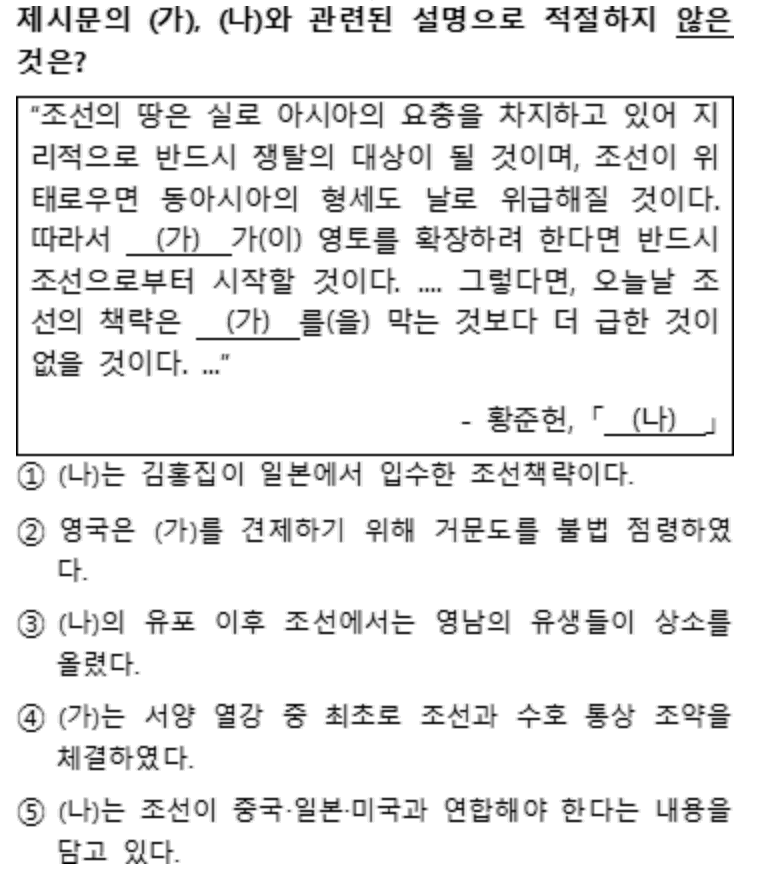 제시문의 (가), (나)와 관련된 설명으로 적절하지 않은
것은?
“조선의 땅은 실로 아시아의 요충을 차지하고 있어 지
리적으로 반드시 쟁탈의 대상이 될 것이며, 조선이 위
태로우면 동아시아의 형세도 날로 위급해질 것이다.
따라서 (가) 가(이) 영토를 확장하려 한다면 반드시
조선으로부터 시작할 것이다. .... 그렇다면, 오늘날 조
선의 책략은 (가) 를(을) 막는 것보다 더 급한 것이
없을 것이다. ...”
- 황준헌, 「 (나) 」
① (나)는 김홍집이 일본에서 입수한 조선책략이다.
② 영국은 (가)를 견제하기 위해 거문도를 불법 점령하였
다.
③ (나)의 유포 이후 조선에서는 영남의 유생들이 상소를
올렸다.
④ (가)는 서양 열강 중 최초로 조선과 수호 통상 조약을
체결하였다.
⑤ (나)는 조선이 중국·일본·미국과 연합해야 한다는 내용을
담고 있다.